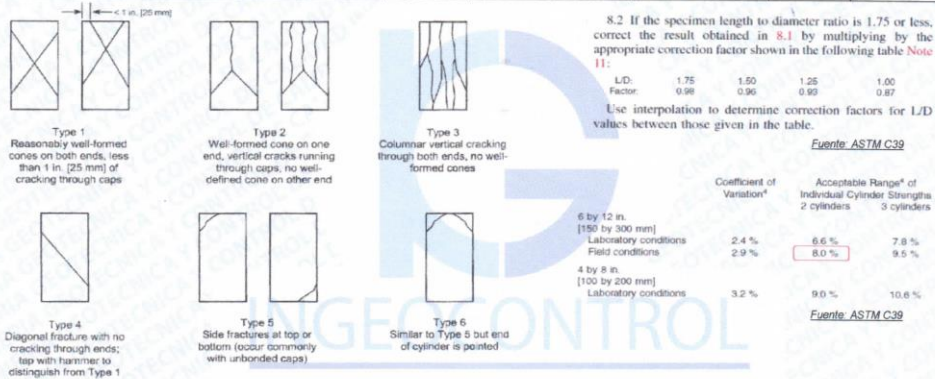 < 1 in. [25 mm]
Type 1
Reasonably well-formed
cones on both ends, less
than 1 in. [25 mm] of
cracking through caps
Type 2
Well-formed cone on one
end, vertical cracks running
through caps, no well-
defined cone on other end
Type 3
Columnar vertical cracking
through both ends, no well-
formed cones
Type 4
Diagonal fracture with no
cracking through ends;
tap with hammer to
distinguish from Type 1
Type 5
Side fractures at top or
bottom (occur commonly
with unbonded caps)
Type 6
Similar to Type 5 but end
of cylinder is pointed
8.2 If the specimen length to diameter ratio is 1.75 or less,
correct the result obtained in 8.1 by multiplying by the
appropriate correction factor shown in the following table Note
11:
L/D: 1.75 1.50 1.25 1.00
Factor: 0.98 0.96 0.93 0.87
Use interpolation to determine correction factors for L/D
values between those given in the table.
Fuente: ASTM C39
Coefficient of Variation⁴
Acceptable Range⁴ of
Individual Cylinder Strengths
2 cylinders 3 cylinders
6 by 12 in.
[150 by 300 mm]
Laboratory conditions 2.4 % 6.6 % 7.8 %
Field conditions 2.9 % 8.0 % 9.5 %
4 by 8 in.
[100 by 200 mm]
Laboratory conditions 3.2 % 9.0 % 10.6 %
Fuente: ASTM C39
INGEOCONTROL